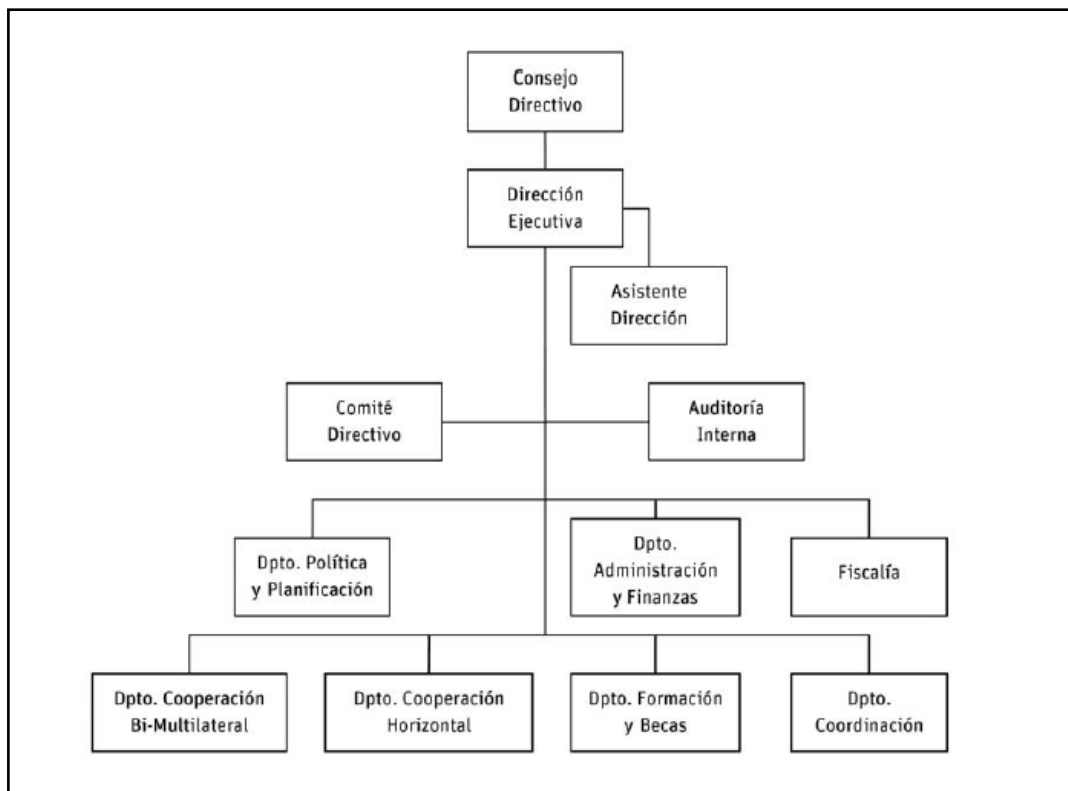 Consejo
Directivo
Dirección
Ejecutiva
Asistente
Dirección
Comité
Directivo
Auditoría
Interna
Dpto. Política
y Planificación
Dpto.
Administración
y Finanzas
Fiscalía
Dpto. Cooperación
Bi-Multilateral
Dpto. Cooperación
Horizontal
Dpto. Formación
y Becas
Dpto.
Coordinación